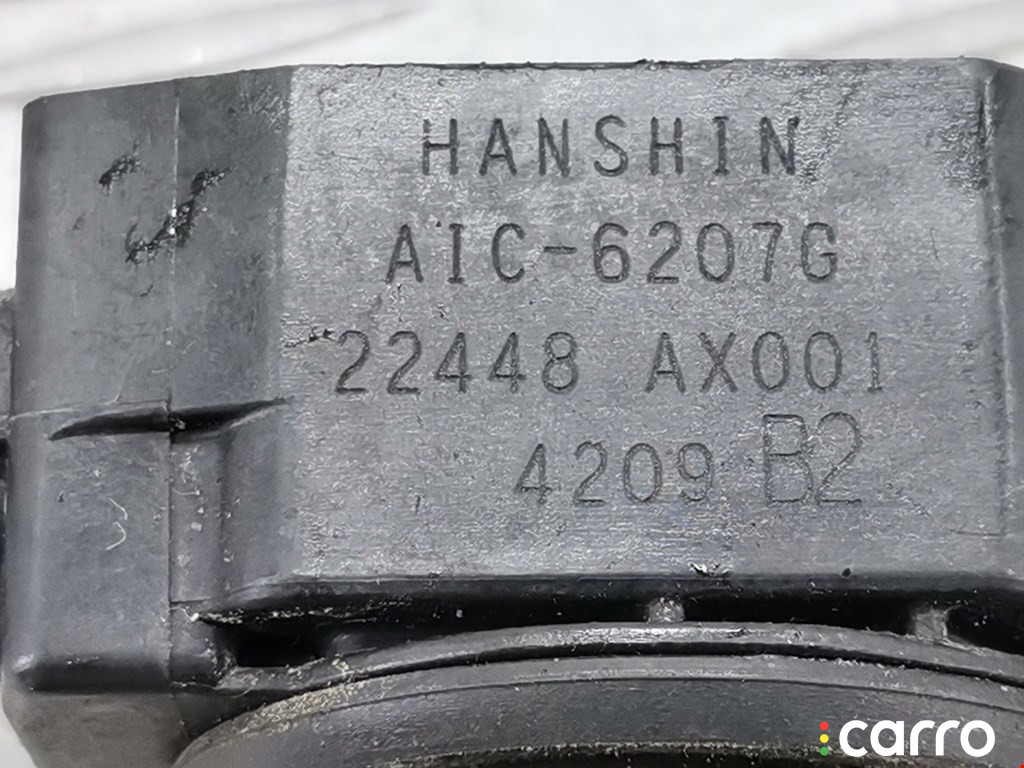 HANSHIN
AIC-6207G
22448 AX001
4209 B2
carro